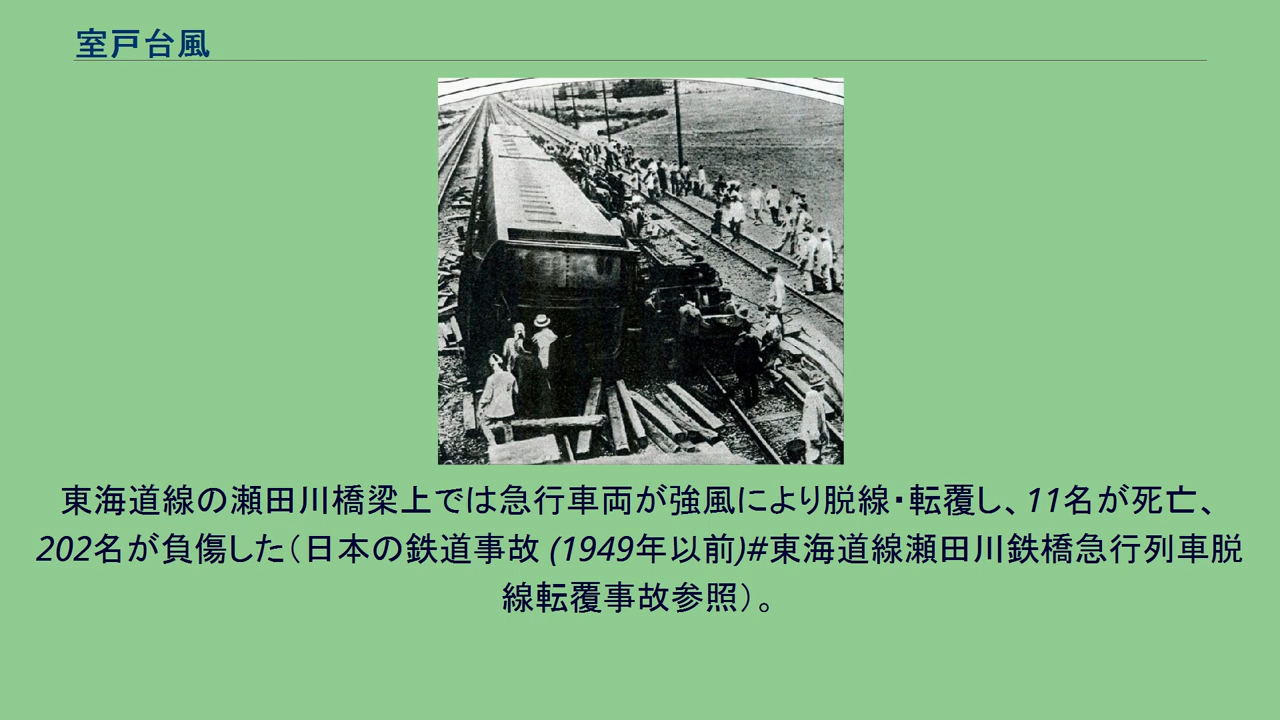 室戸台風
東海道線の瀬田川橋梁上では急行車両が強風により脱線・転覆し、11名が死亡、
202名が負傷した（日本の鉄道事故 (1949年以前)#東海道線瀬田川鉄橋急行列車脱
線転覆事故参照）。